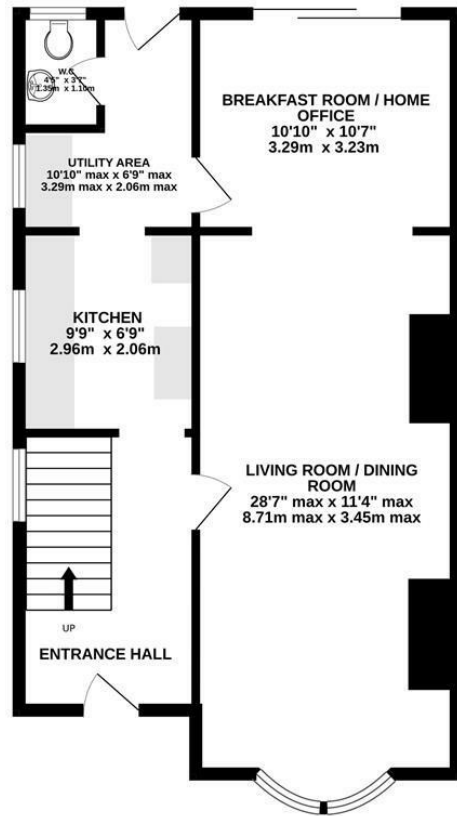 W.C.
4'5" x 3'7"
1.35m x 1.10m
BREAKFAST ROOM / HOME
OFFICE
10'10" x 10'7"
3.29m x 3.23m
UTILITY AREA
10'10" max x 6'9" max
3.29m max x 2.06m max
KITCHEN
9'9" x 6'9"
2.96m x 2.06m
LIVING ROOM / DINING
ROOM
28'7" max x 11'4" max
8.71m max x 3.45m max
UP
ENTRANCE HALL